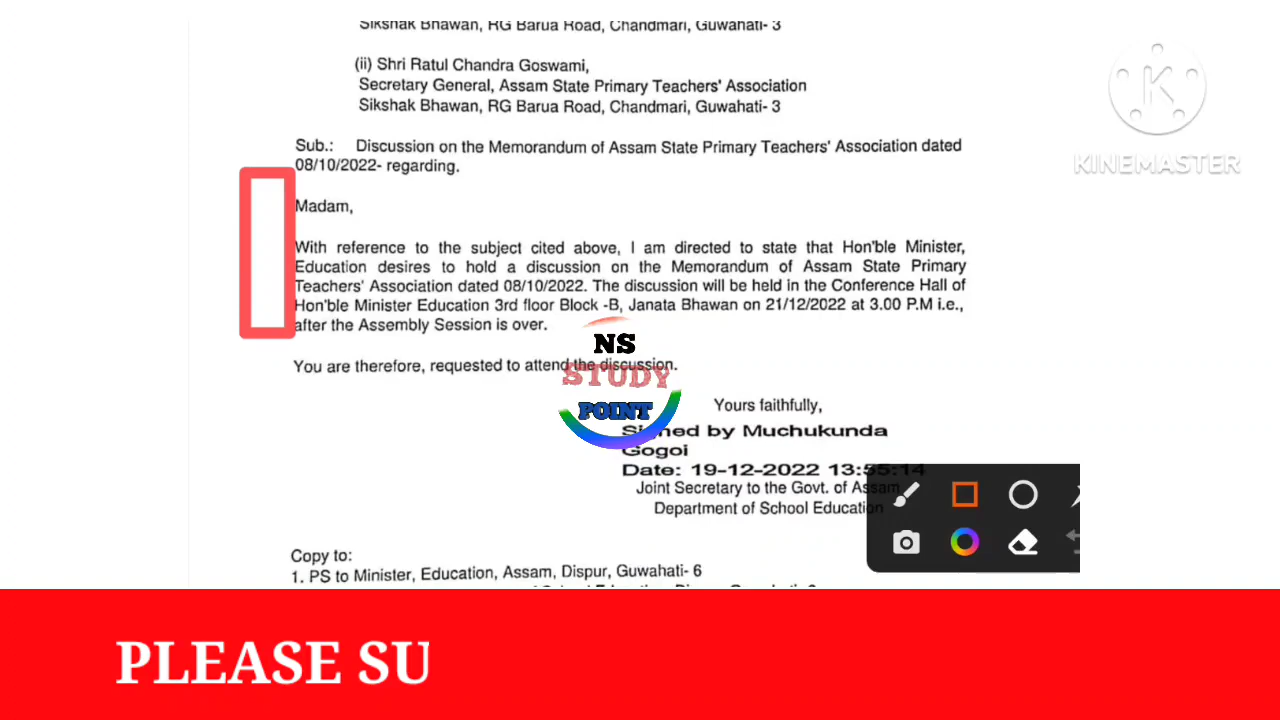 Sikshak Bhawan, RG Barua Road, Chandmari, Guwahati- 3
(ii) Shri Ratul Chandra Goswami,
Secretary General, Assam State Primary Teachers' Association
Sikshak Bhawan, RG Barua Road, Chandmari, Guwahati- 3
KINEMASTER
Sub.: Discussion on the Memorandum of Assam State Primary Teachers' Association dated
08/10/2022- regarding.
Madam,
With reference to the subject cited above, I am directed to state that Hon'ble Minister,
Education desires to hold a discussion on the Memorandum of Assam State Primary
Teachers' Association dated 08/10/2022. The discussion will be held in the Conference Hall of
Hon'ble Minister Education 3rd floor Block -B, Janata Bhawan on 21/12/2022 at 3.00 P.M i.e.,
after the Assembly Session is over.
You are therefore, requested to attend the discussion.
NS
STUDY
POINT
Yours faithfully,
Signed by Muchukunda
Gogoi
Date: 19-12-2022 13:55:14
Joint Secretary to the Govt. of Assam
Department of School Education
Copy to:
1. PS to Minister, Education, Assam, Dispur, Guwahati- 6
PLEASE SU